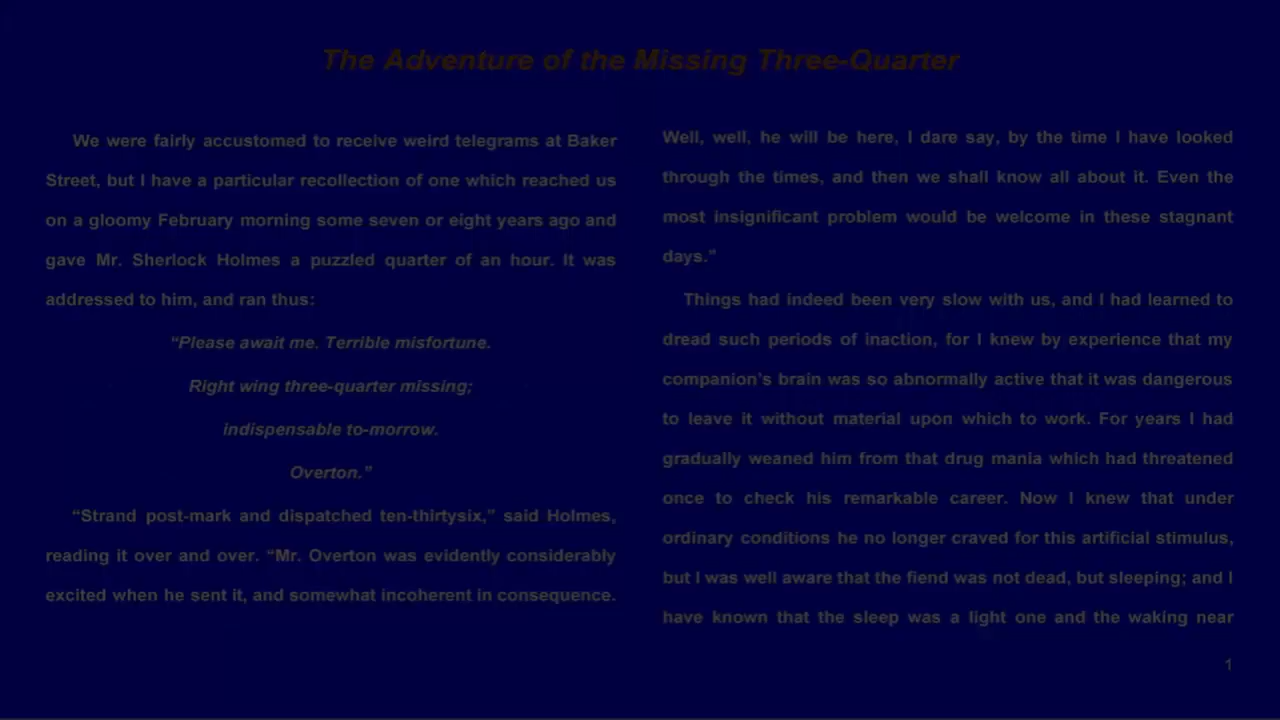 The Adventure of the Missing Three-Quarter
We were fairly accustomed to receive weird telegrams at Baker
Street, but I have a particular recollection of one which reached us
on a gloomy February morning some seven or eight years ago and
gave Mr. Sherlock Holmes a puzzled quarter of an hour. It was
addressed to him, and ran thus:
“Please await me. Terrible misfortune.
Right wing three-quarter missing;
indispensable to-morrow.
Overton.”
“Strand post-mark and dispatched ten-thirtysix,” said Holmes,
reading it over and over. “Mr. Overton was evidently considerably
excited when he sent it, and somewhat incoherent in consequence.
Well, well, he will be here, I dare say, by the time I have looked
through the times, and then we shall know all about it. Even the
most insignificant problem would be welcome in these stagnant
days.”
Things had indeed been very slow with us, and I had learned to
dread such periods of inaction, for I knew by experience that my
companion’s brain was so abnormally active that it was dangerous
to leave it without material upon which to work. For years I had
gradually weaned him from that drug mania which had threatened
once to check his remarkable career. Now I knew that under
ordinary conditions he no longer craved for this artificial stimulus,
but I was well aware that the fiend was not dead, but sleeping; and I
have known that the sleep was a light one and the waking near
1